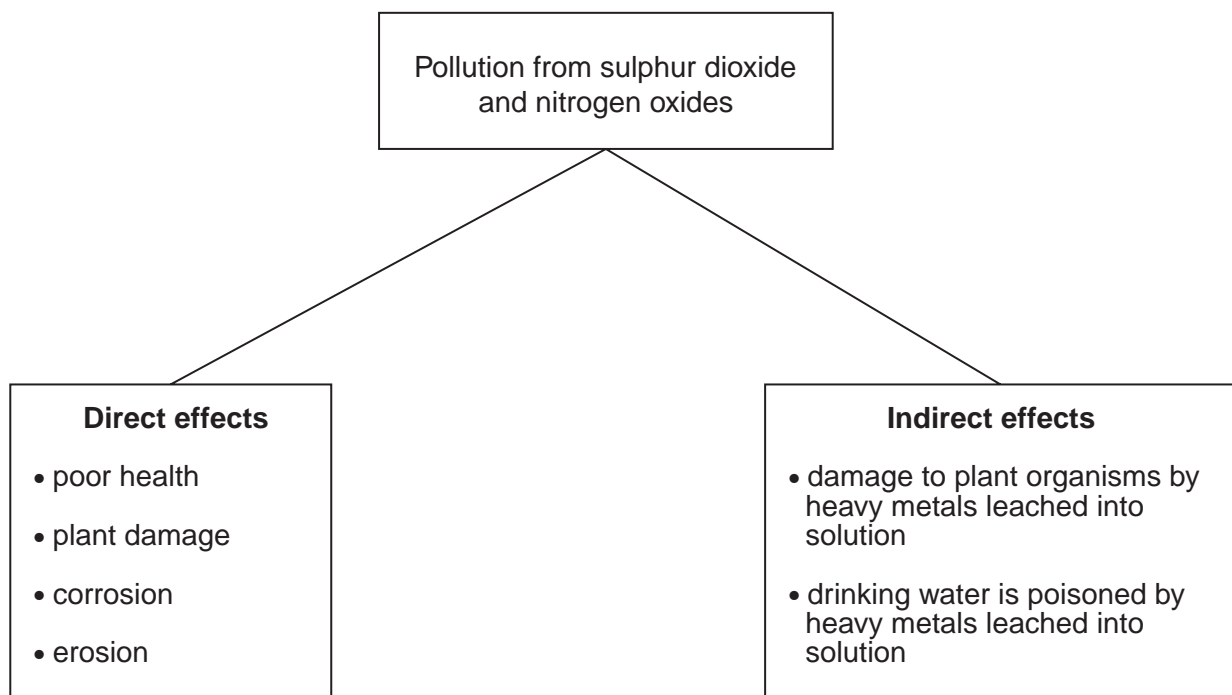 Pollution from sulphur dioxide
and nitrogen oxides
Direct effects
• poor health
• plant damage
• corrosion
• erosion
Indirect effects
• damage to plant organisms by
heavy metals leached into
solution
• drinking water is poisoned by
heavy metals leached into
solution